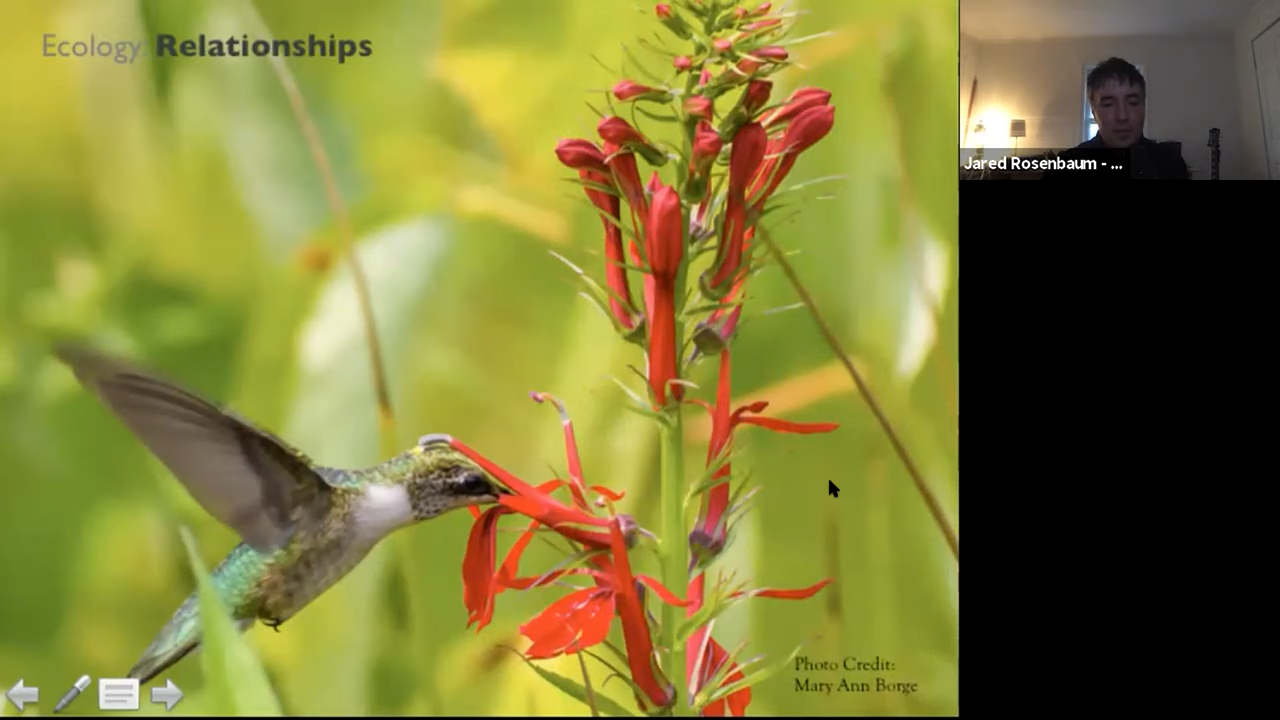 Ecology: Relationships
Jared Rosenbaum - ...
Photo Credit:
Mary Ann Borge